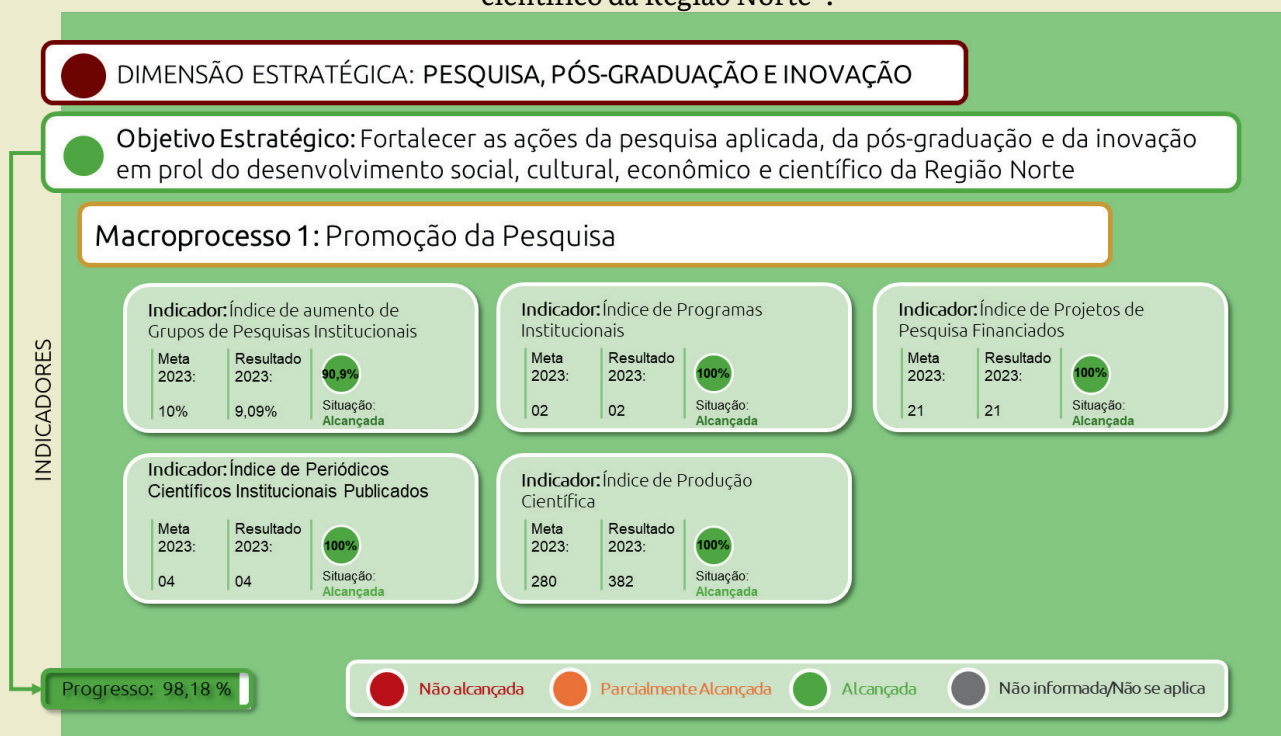 científico da Região Norte".
DIMENSÃO ESTRATÉGICA: PESQUISA, PÓS-GRADUAÇÃO E INOVAÇÃO
Objetivo Estratégico: Fortalecer as ações da pesquisa aplicada, da pós-graduação e da inovação
em prol do desenvolvimento social, cultural, econômico e científico da Região Norte
Macroprocesso 1: Promoção da Pesquisa
INDICADORES
Indicador: Índice de aumento de
Grupos de Pesquisas Institucionais
Meta
2023:
10%
Resultado
2023:
9,09%
90,9%
Situação:
Alcançada
Indicador: Índice de Programas
Institucionais
Meta
2023:
02
Resultado
2023:
02
100%
Situação:
Alcançada
Indicador: Índice de Projetos de
Pesquisa Financiados
Meta
2023:
21
Resultado
2023:
21
100%
Situação:
Alcançada
Indicador: Índice de Periódicos
Científicos Institucionais Publicados
Meta
2023:
04
Resultado
2023:
04
100%
Situação:
Alcançada
Indicador: Índice de Produção
Científica
Meta
2023:
280
Resultado
2023:
382
100%
Situação:
Alcançada
Progresso: 98,18 %
Não alcançada
Parcialmente Alcançada
Alcançada
Não informada/Não se aplica